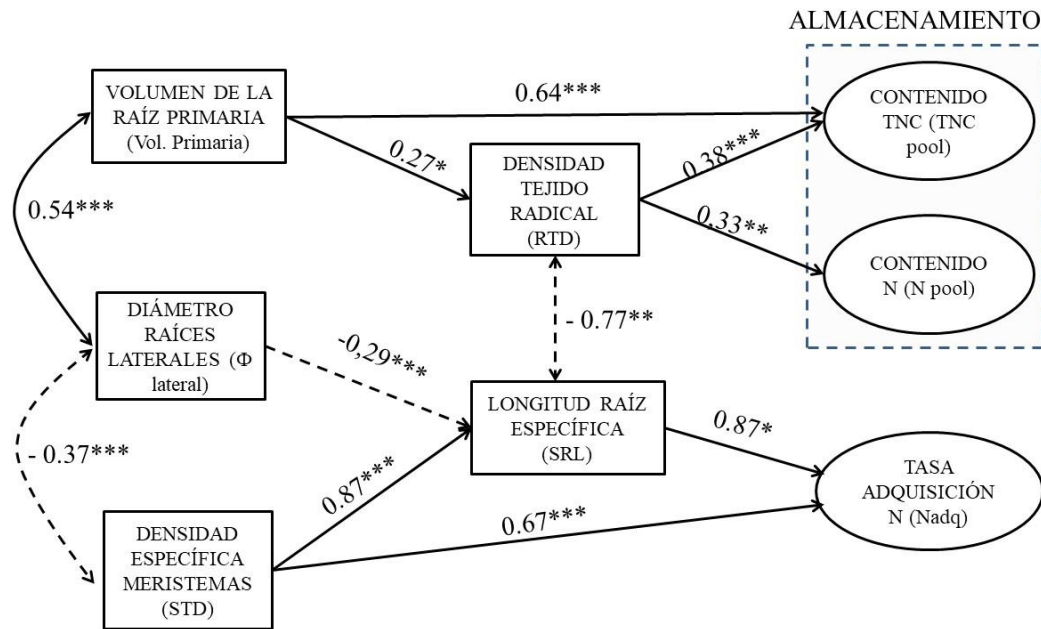 ALMACENAMIENTO
VOLUMEN DE LA
RAÍZ PRIMARIA
(Vol. Primaria)
0.64***
CONTENIDO
TNC (TNC
pool)
0.27*
DENSIDAD
TEJIDO
RADICAL
(RTD)
0.38***
0.54***
0,33**
CONTENIDO
N (N pool)
DIÁMETRO
RAÍCES
LATERALES (Φ
lateral)
-0,29***
- 0.77**
LONGITUD RAÍZ
ESPECÍFICA
(SRL)
0.87*
- 0.37***
0.87***
TASA
ADQUISICIÓN
N (Nadq)
0.67***
DENSIDAD
ESPECÍFICA
MERISTEMAS
(STD)